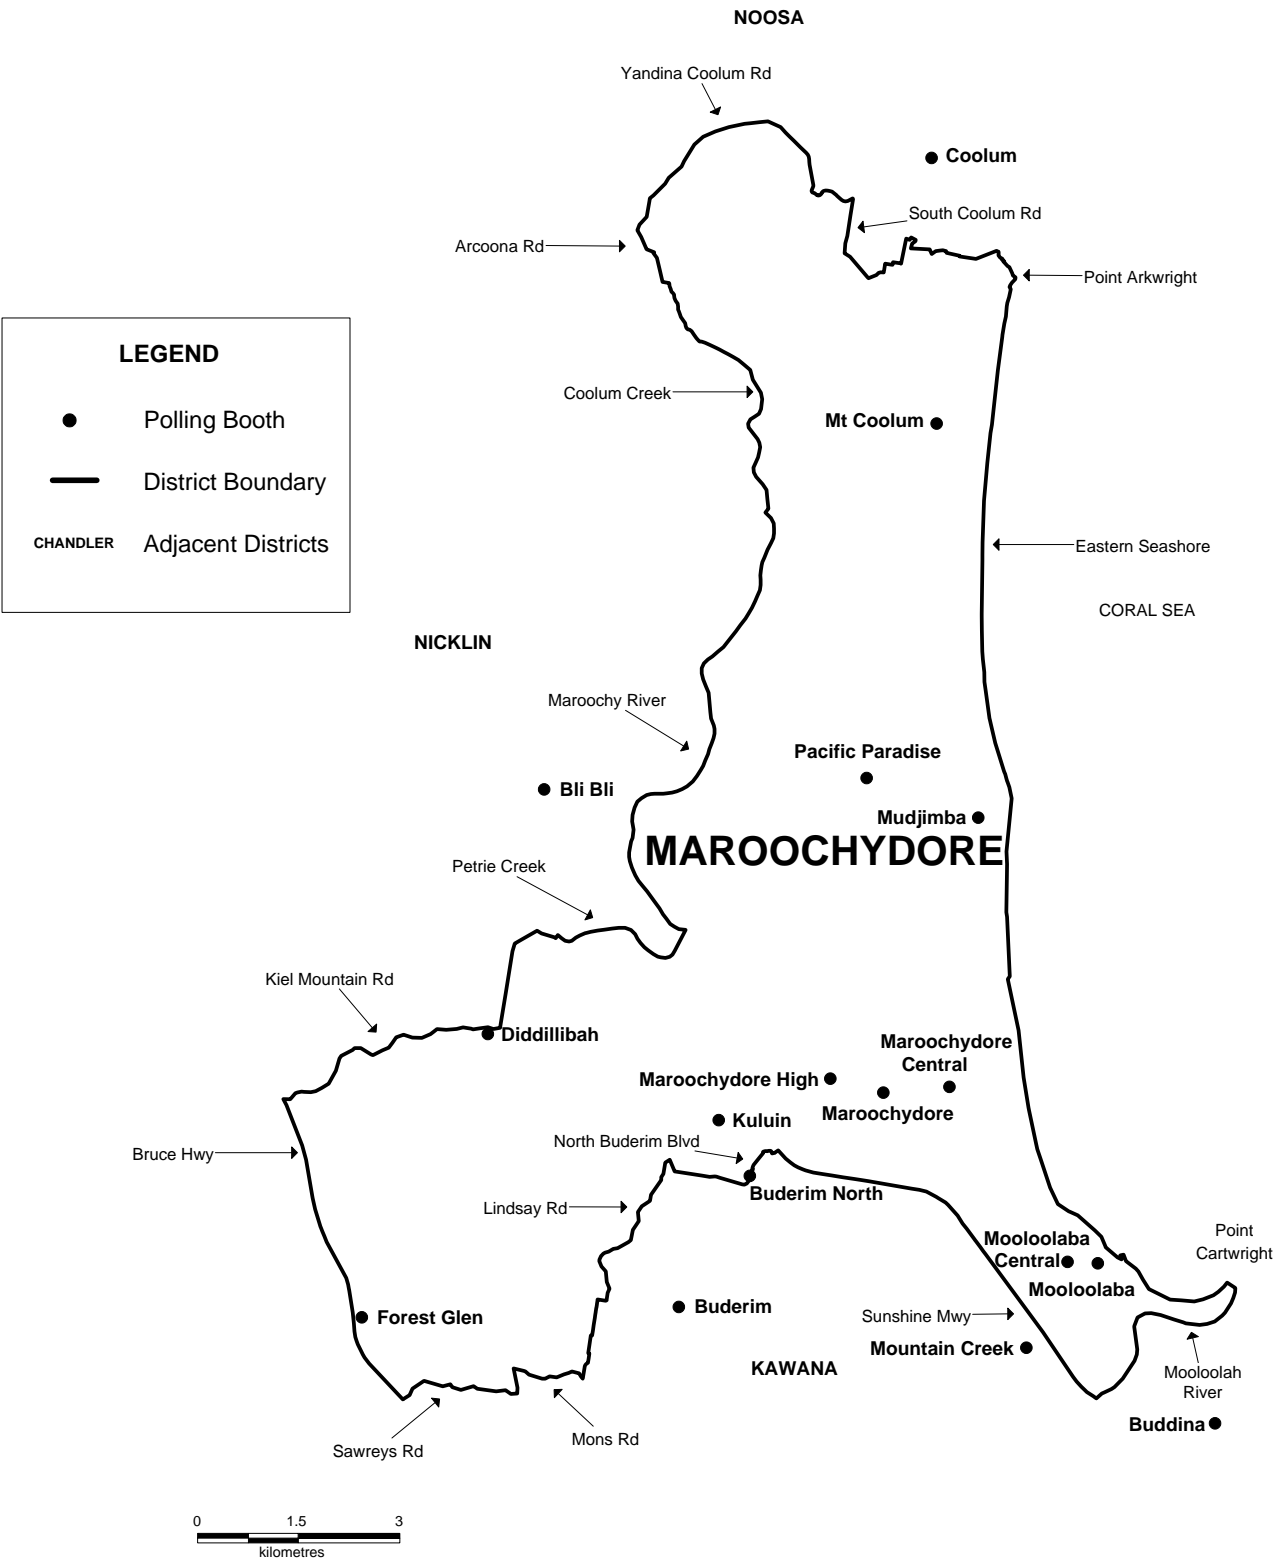 NOOSA
Yandina Coolum Rd
Coolum
South Coolum Rd
Arcoona Rd
Point Arkwright
LEGEND
Polling Booth
District Boundary
CHANDLER Adjacent Districts
Coolum Creek
Mt Coolum
Eastern Seashore
CORAL SEA
NICKLIN
Maroochy River
Pacific Paradise
Bli Bli
Mudjimba
MAROOCHYDORE
Petrie Creek
Kiel Mountain Rd
Diddillibah
Maroochydore
Central
Maroochydore High
Maroochydore
Kuluin
North Buderim Blvd
Bruce Hwy
Buderim North
Lindsay Rd
Point
Cartwright
Mooloolaba
Central
Mooloolaba
Buderim
Forest Glen
Sunshine Mwy
Mountain Creek
KAWANA
Mooloolah
River
Buddina
Mons Rd
Sawreys Rd
0 1.5 3
kilometres